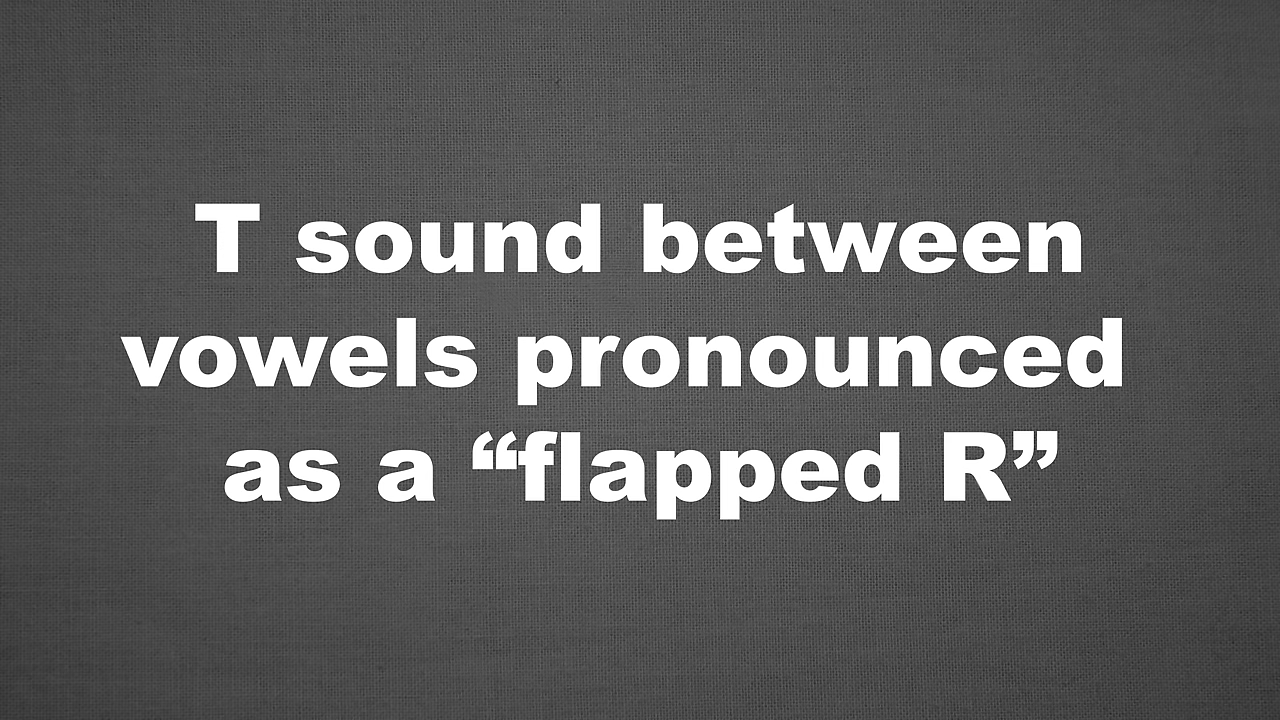 T sound between
vowels pronounced
as a “flapped R”